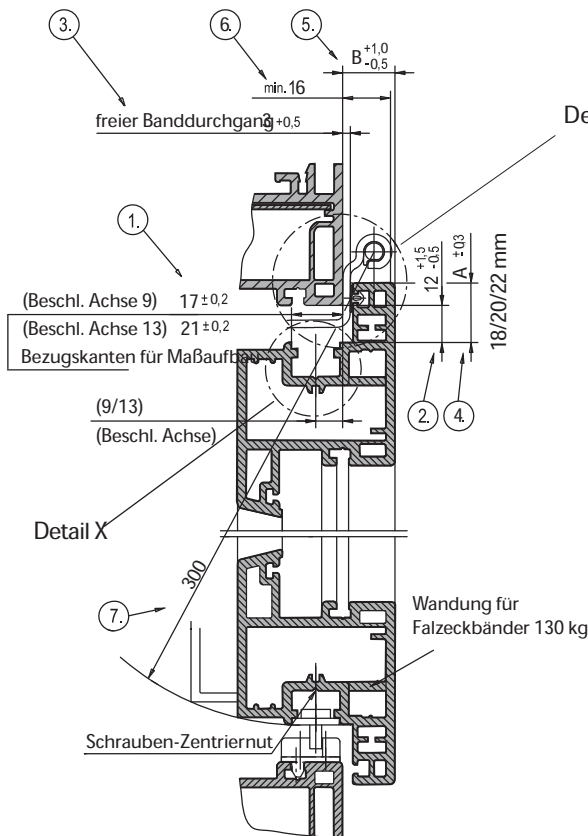 3.
6.
5.
B +1,0 -0,5
min. 16
freier Banddurchgang 3 +0,5
De
1.
12 +1,5 -0.5
A ± 0,3
18/20/22 mm
(Beschl. Achse 9) 17 ± 0,2
(Beschl. Achse 13) 21 ± 0,2
Bezugskanten für Maßaufbau
2.
4.
(9/13)
(Beschl. Achse)
Detail X
300
7.
Wandung für
Falzeckbänder 130 kg
Schrauben-Zentriernut